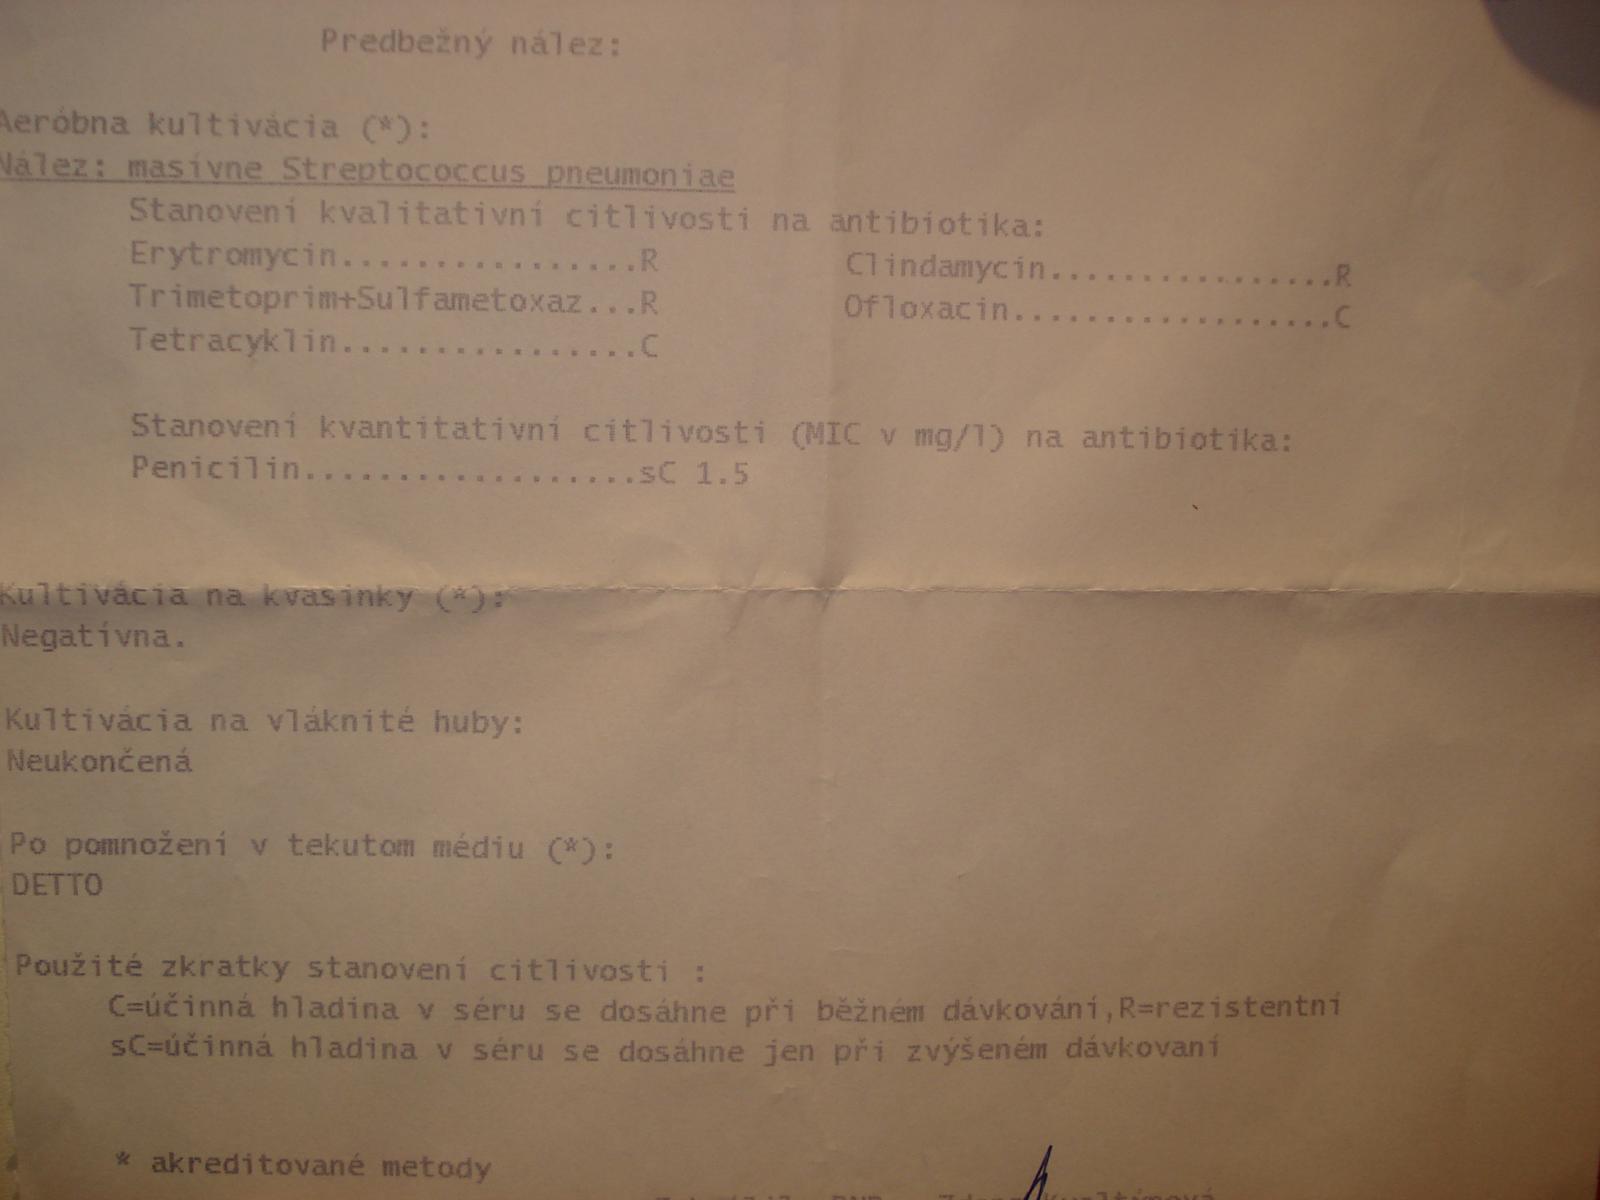 Predbežný nález:
Aeróbna kultivácia (*):
Nález: masívne Streptococcus pneumoniae
Stanovení kvalitativní citlivosti na antibiotika:
Erytromycin................R Clindamycin...............R
Trimetoprim+Sulfametoxaz...R Ofloxacin.................C
Tetracyklin................C
Stanovení kvantitativní citlivosti (MIC v mg/l) na antibiotika:
Penicilin..................sC 1.5
Kultivácia na kvasinky (*):
Negatívna.
Kultivácia na vláknité huby:
Neukončená
Po pomnožení v tekutom médiu (*):
DETTO
Použité zkratky stanovení citlivosti :
C=účinná hladina v séru se dosáhne při běžném dávkování,R=rezistentní
sC=účinná hladina v séru se dosáhne jen při zvýšeném dávkovaní
* akreditované metody